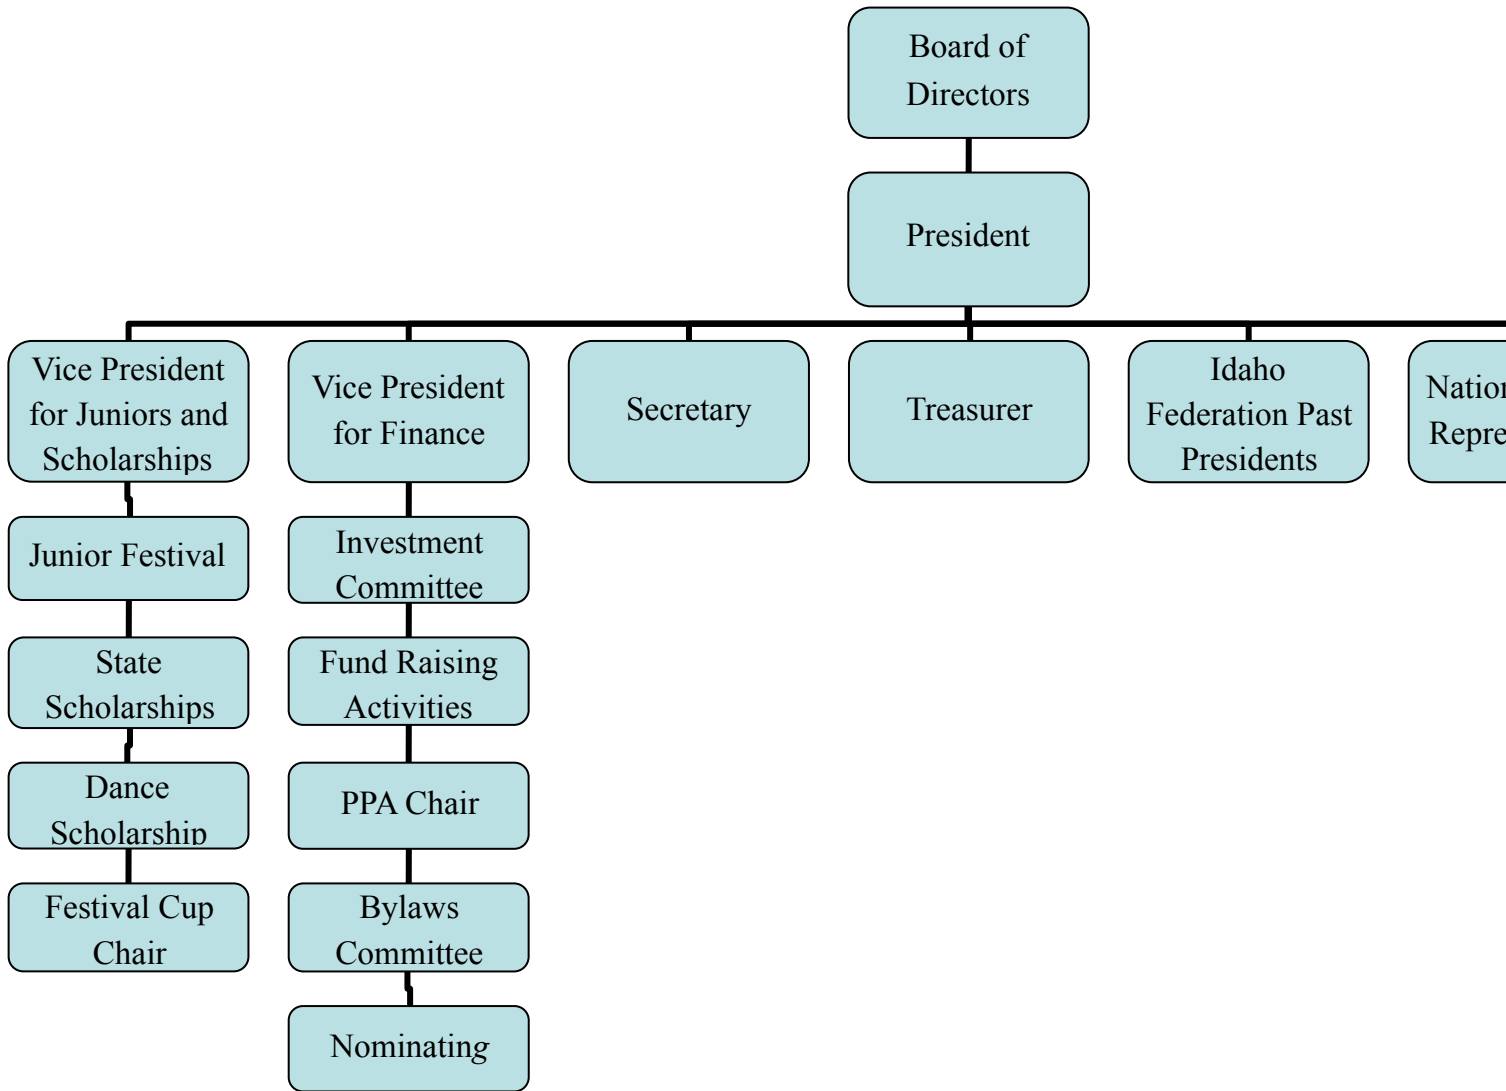 Board of
Directors
President
Vice President
for Juniors and
Scholarships
Vice President
for Finance
Secretary
Treasurer
Idaho
Federation Past
Presidents
Junior Festival
Investment
Committee
State
Scholarships
Fund Raising
Activities
Dance
Scholarship
PPA Chair
Festival Cup
Chair
Bylaws
Committee
Nominating